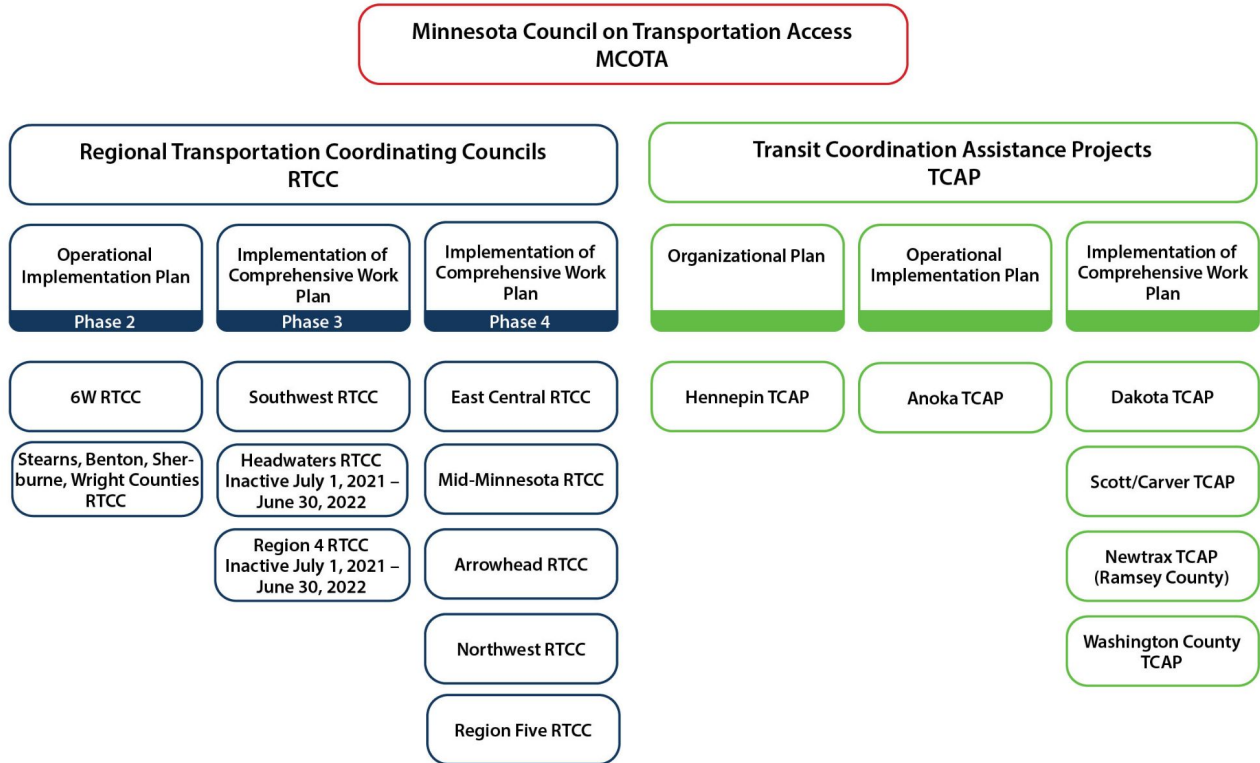 Minnesota Council on Transportation Access
MCOTA
Regional Transportation Coordinating Councils
RTCC
Operational
Implementation Plan
Phase 2
6W RTCC
Stearns, Benton, Sher-
burne, Wright Counties
RTCC
Implementation of
Comprehensive Work
Plan
Phase 3
Southwest RTCC
Headwaters RTCC
Inactive July 1, 2021 –
June 30, 2022
Region 4 RTCC
Inactive July 1, 2021 –
June 30, 2022
Implementation of
Comprehensive Work
Plan
Phase 4
East Central RTCC
Mid-Minnesota RTCC
Arrowhead RTCC
Northwest RTCC
Region Five RTCC
Transit Coordination Assistance Projects
TCAP
Organizational Plan
Hennepin TCAP
Operational
Implementation Plan
Anoka TCAP
Implementation of
Comprehensive Work
Plan
Dakota TCAP
Scott/Carver TCAP
Newtrax TCAP
(Ramsey County)
Washington County
TCAP